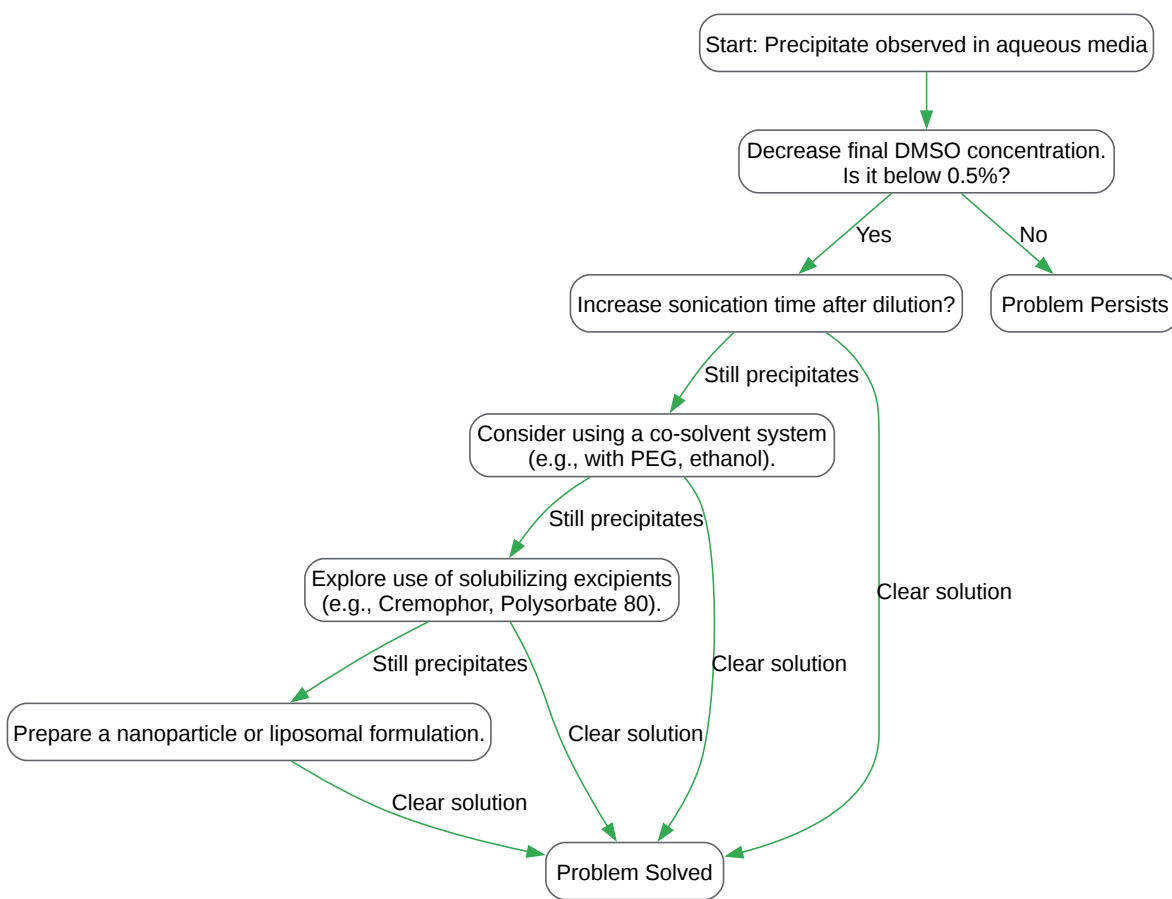 Start: Precipitate observed in aqueous media
Decrease final DMSO concentration.
Is it below 0.5%?
Yes
No
Increase sonication time after dilution?
Problem Persists
Still precipitates
Consider using a co-solvent system
(e.g., with PEG, ethanol).
Still precipitates
Explore use of solubilizing excipients
(e.g., Cremophor, Polysorbate 80).
Clear solution
Still precipitates
Clear solution
Prepare a nanoparticle or liposomal formulation.
Clear solution
Clear solution
Problem Solved